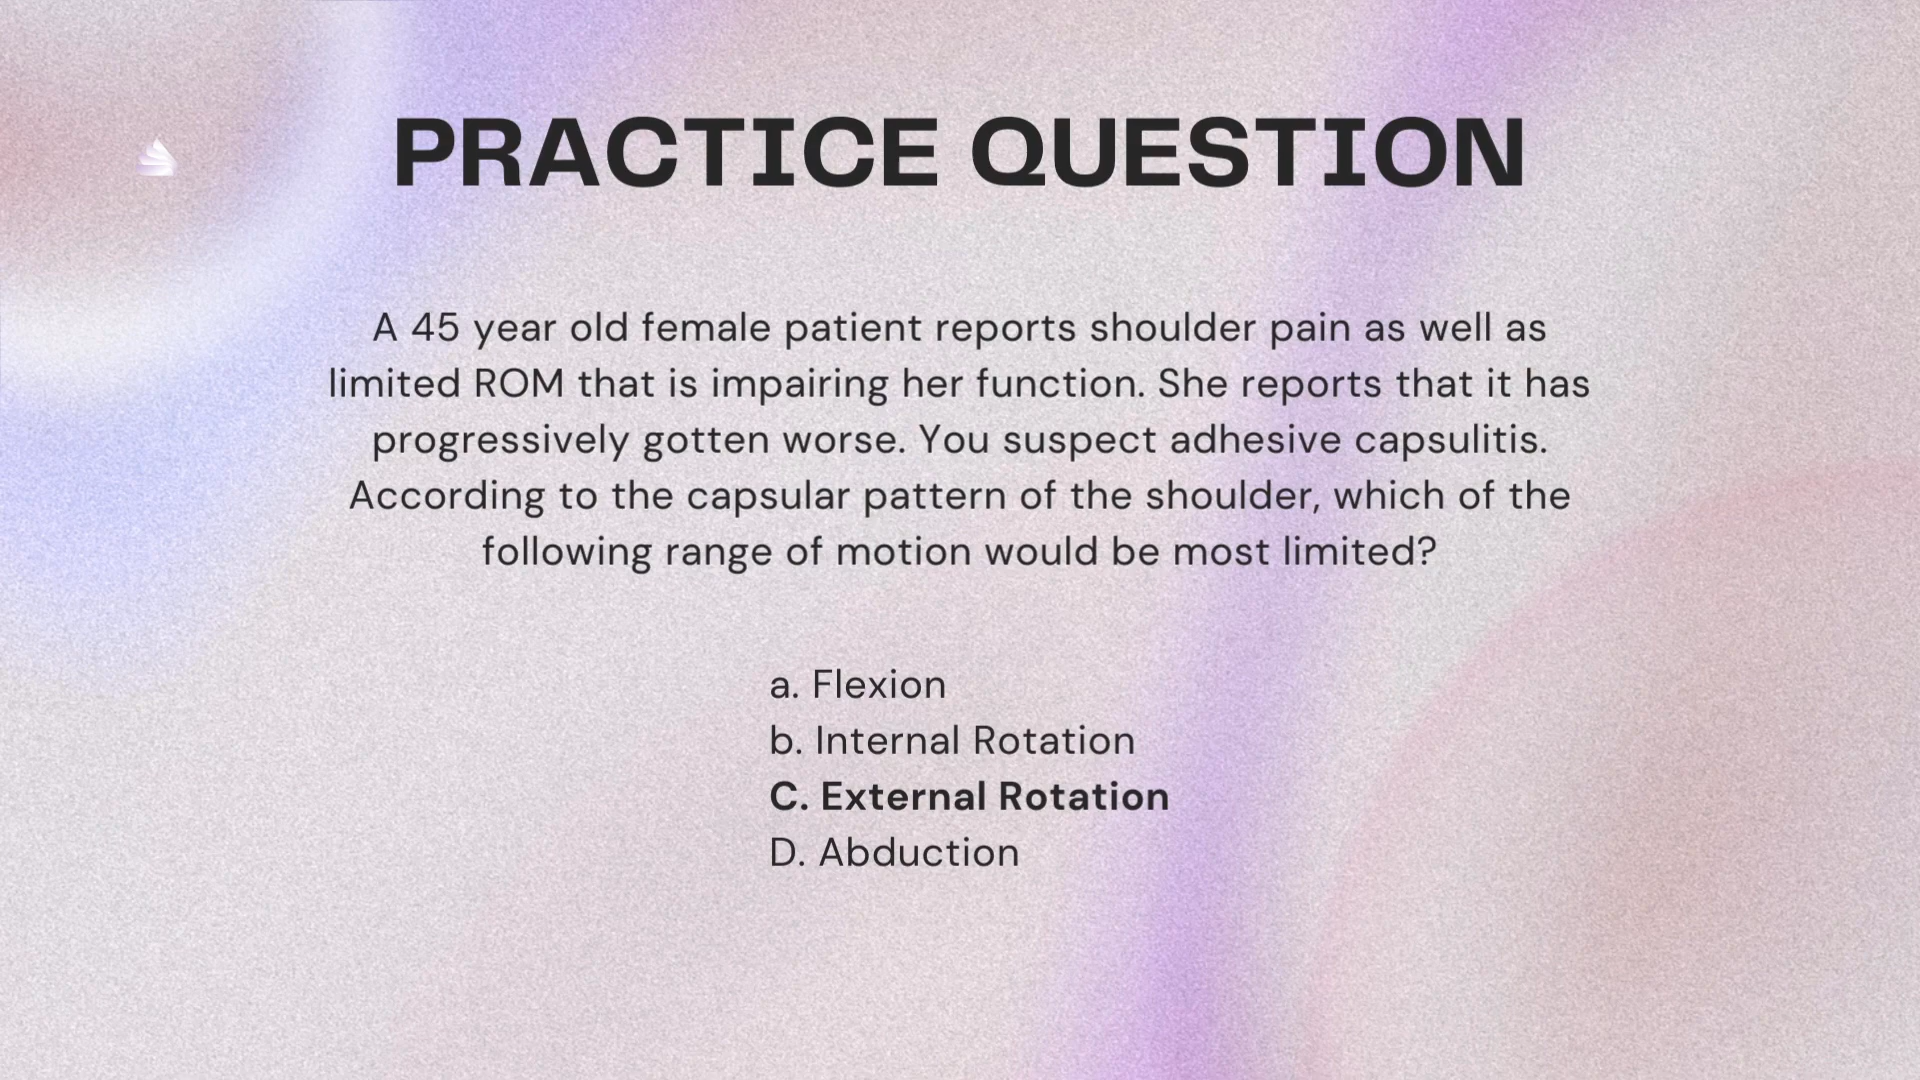 PRACTICE QUESTION
A 45 year old female patient reports shoulder pain as well as
limited ROM that is impairing her function. She reports that it has
progressively gotten worse. You suspect adhesive capsulitis.
According to the capsular pattern of the shoulder, which of the
following range of motion would be most limited?
a. Flexion
b. Internal Rotation
C. External Rotation
D. Abduction